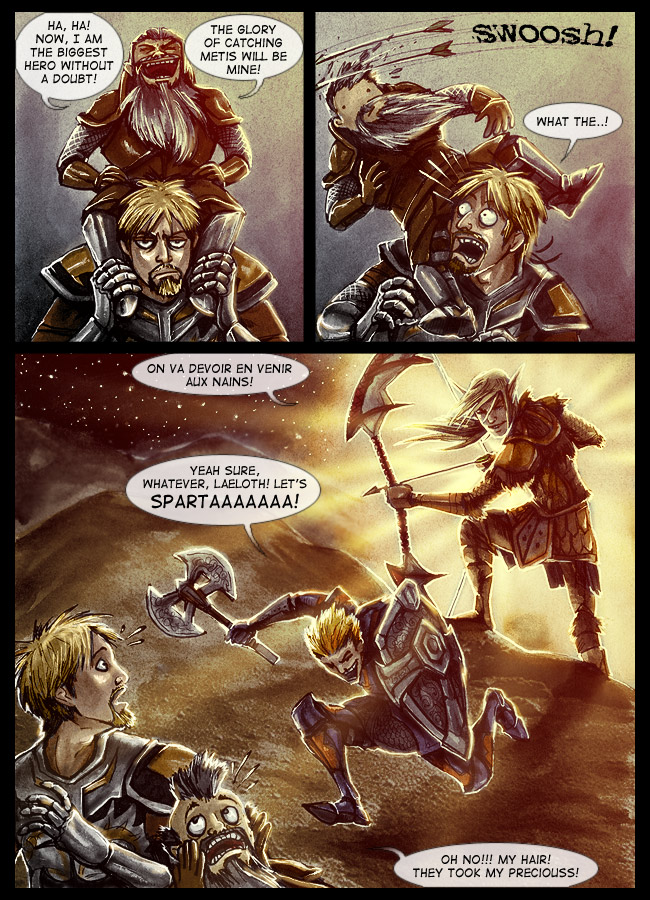 HA, HA!
NOW, I AM
THE BIGGEST
HERO WITHOUT
A DOUBT!
THE GLORY
OF CATCHING
METIS WILL BE
MINE!
SWOOSH!
WHAT THE..!
ON VA DEVOIR EN VENIR
AUX NAINS!
YEAH SURE,
WHATEVER, LAELOTH! LET'S
SPARTAAAAAAA!
OH NO!!! MY HAIR!
THEY TOOK MY PRECIOUSS!